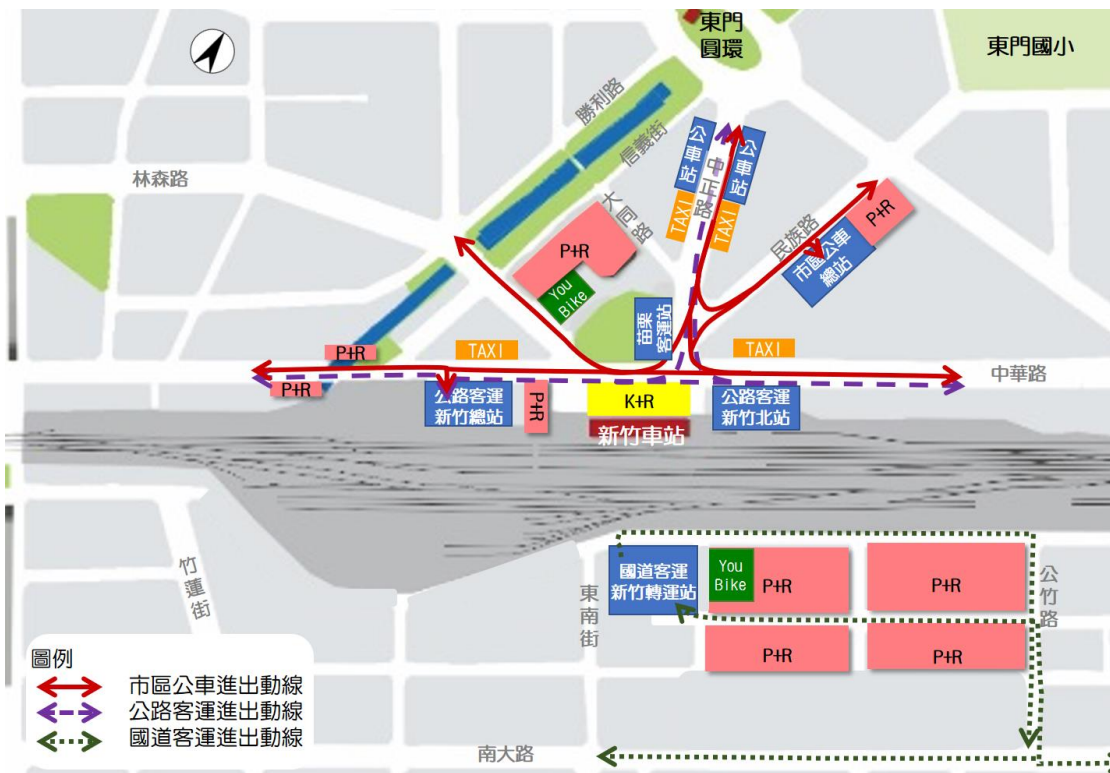 東門
圓環
東門國小
勝利路
信義街
林森路
大同路
公車站
中正路
公車站
TAXI
TAXI
民族路
P+R
市區公車
總站
P+R
You
Bike
苗栗
客運站
P+R
TAXI
TAXI
中華路
P+R
公路客運
新竹總站
P+R
K+R
新竹車站
公路客運
新竹北站
國道客運
新竹轉運站
You
Bike
P+R
P+R
公竹路
竹蓮街
東南街
P+R
P+R
圖例
市區公車進出動線
公路客運進出動線
國道客運進出動線
南大路